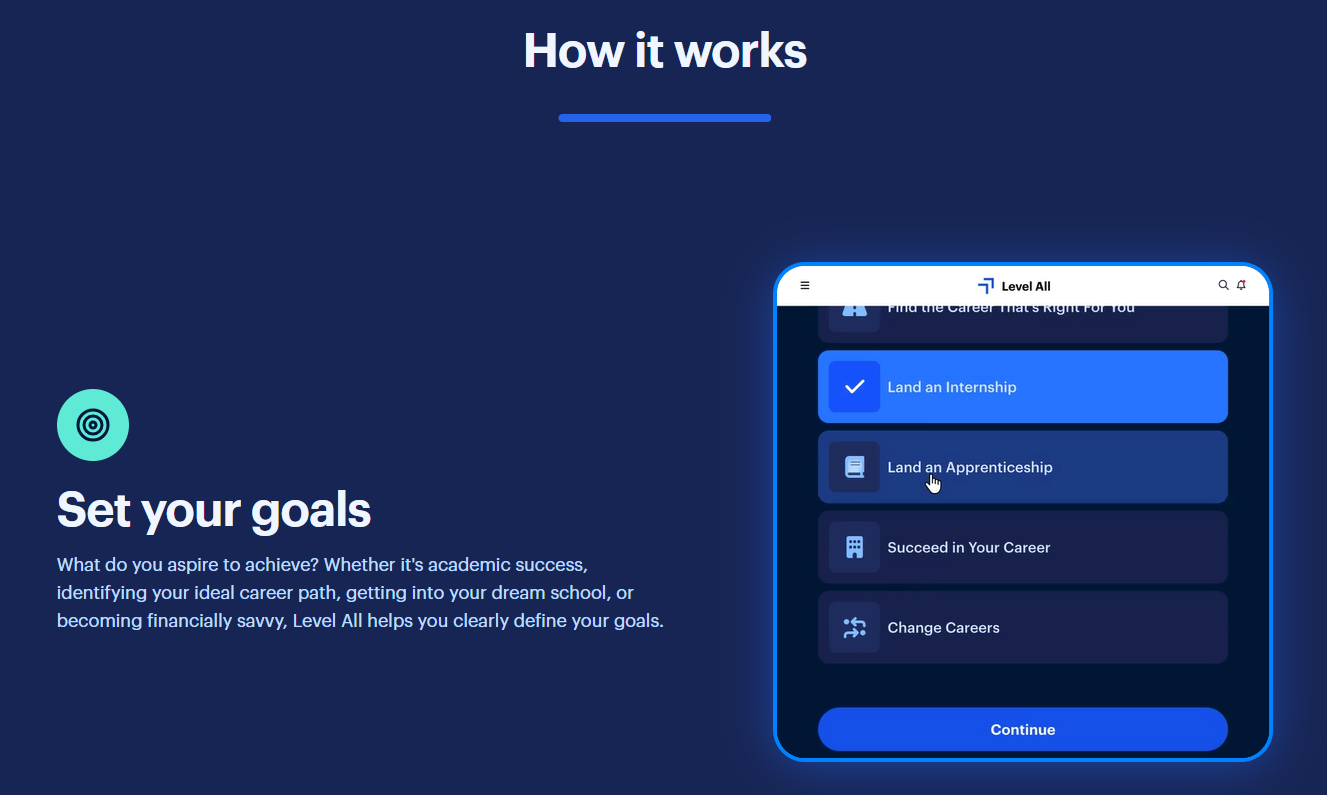 How it works
Set your goals
What do you aspire to achieve? Whether it's academic success,
identifying your ideal career path, getting into your dream school, or
becoming financially savvy, Level All helps you clearly define your goals.
Level All
Find the Career That's Right For You
Land an Internship
Land an Apprenticeship
Succeed in Your Career
Change Careers
Continue